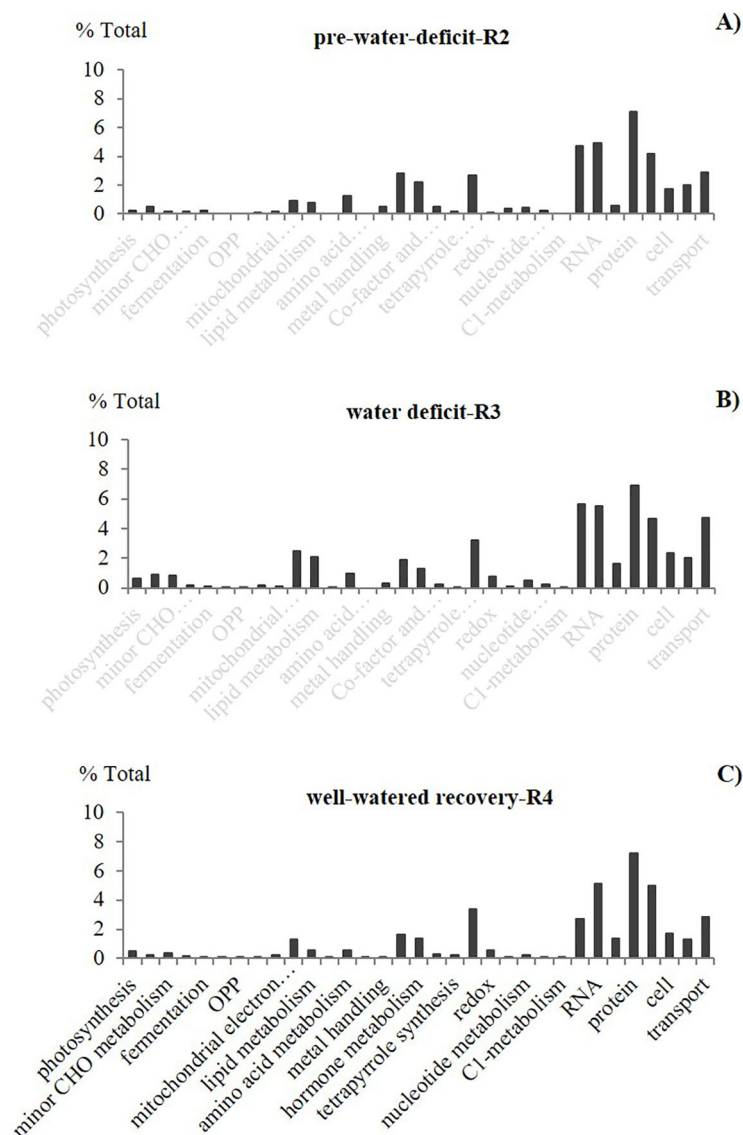 A)
% Total
pre-water-deficit-R2
10
8
6
4
2
0
photosynthesis
minor CHO…
fermentation
OPP
mitochondrial…
lipid metabolism
amino acid…
metal handling
Co-factor and…
tetrapyrrole…
redox
nucleotide…
C1-metabolism
RNA
protein
cell
transport
B)
% Total
water deficit-R3
10
8
6
4
2
0
photosynthesis
minor CHO…
fermentation
OPP
mitochondrial…
lipid metabolism
amino acid…
metal handling
Co-factor and…
tetrapyrrole…
redox
nucleotide…
C1-metabolism
RNA
protein
cell
transport
C)
% Total
well-watered recovery-R4
10
8
6
4
2
0
photosynthesis
minor CHO metabolism
fermentation
OPP
mitochondrial electron…
lipid metabolism
amino acid metabolism
metal handling
hormone metabolism
tetrapyrrole synthesis
redox
nucleotide metabolism
C1-metabolism
RNA
protein
cell
transport